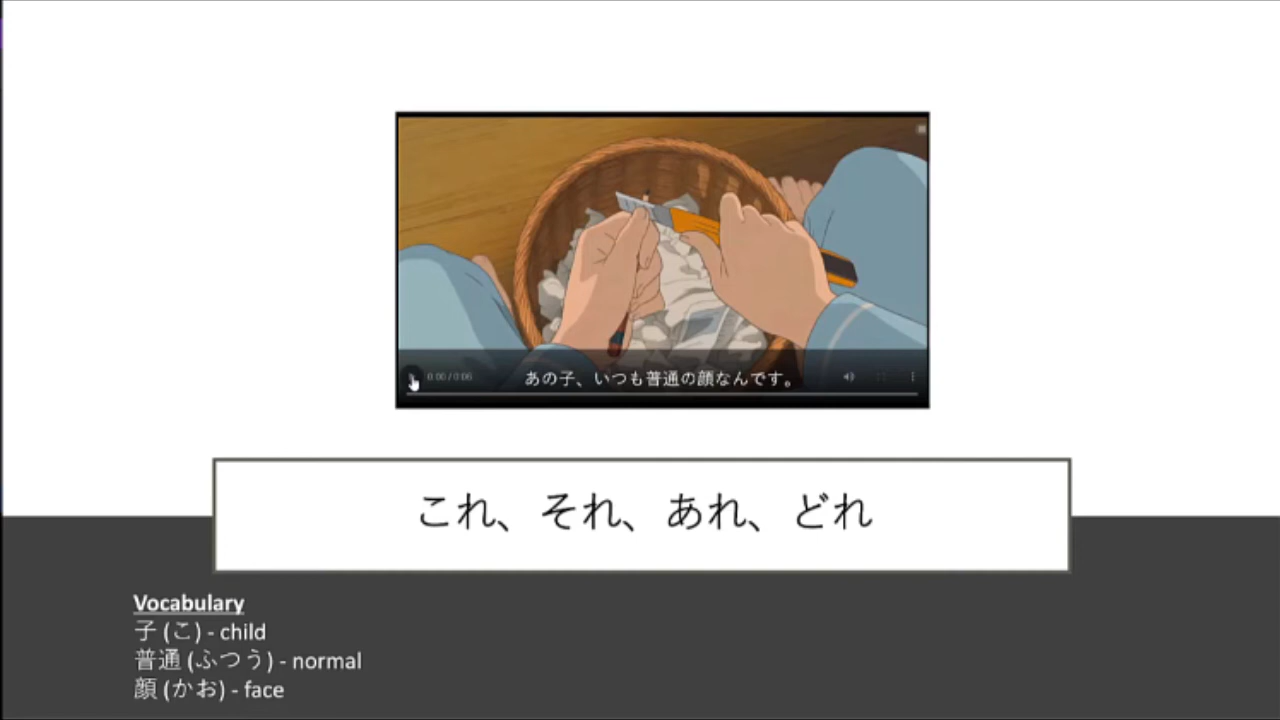 0:00 / 0:06
あの子、いつも普通の顔なんです。
これ、それ、あれ、どれ
Vocabulary
子 (こ) - child
普通 (ふつう) - normal
顔 (かお) - face